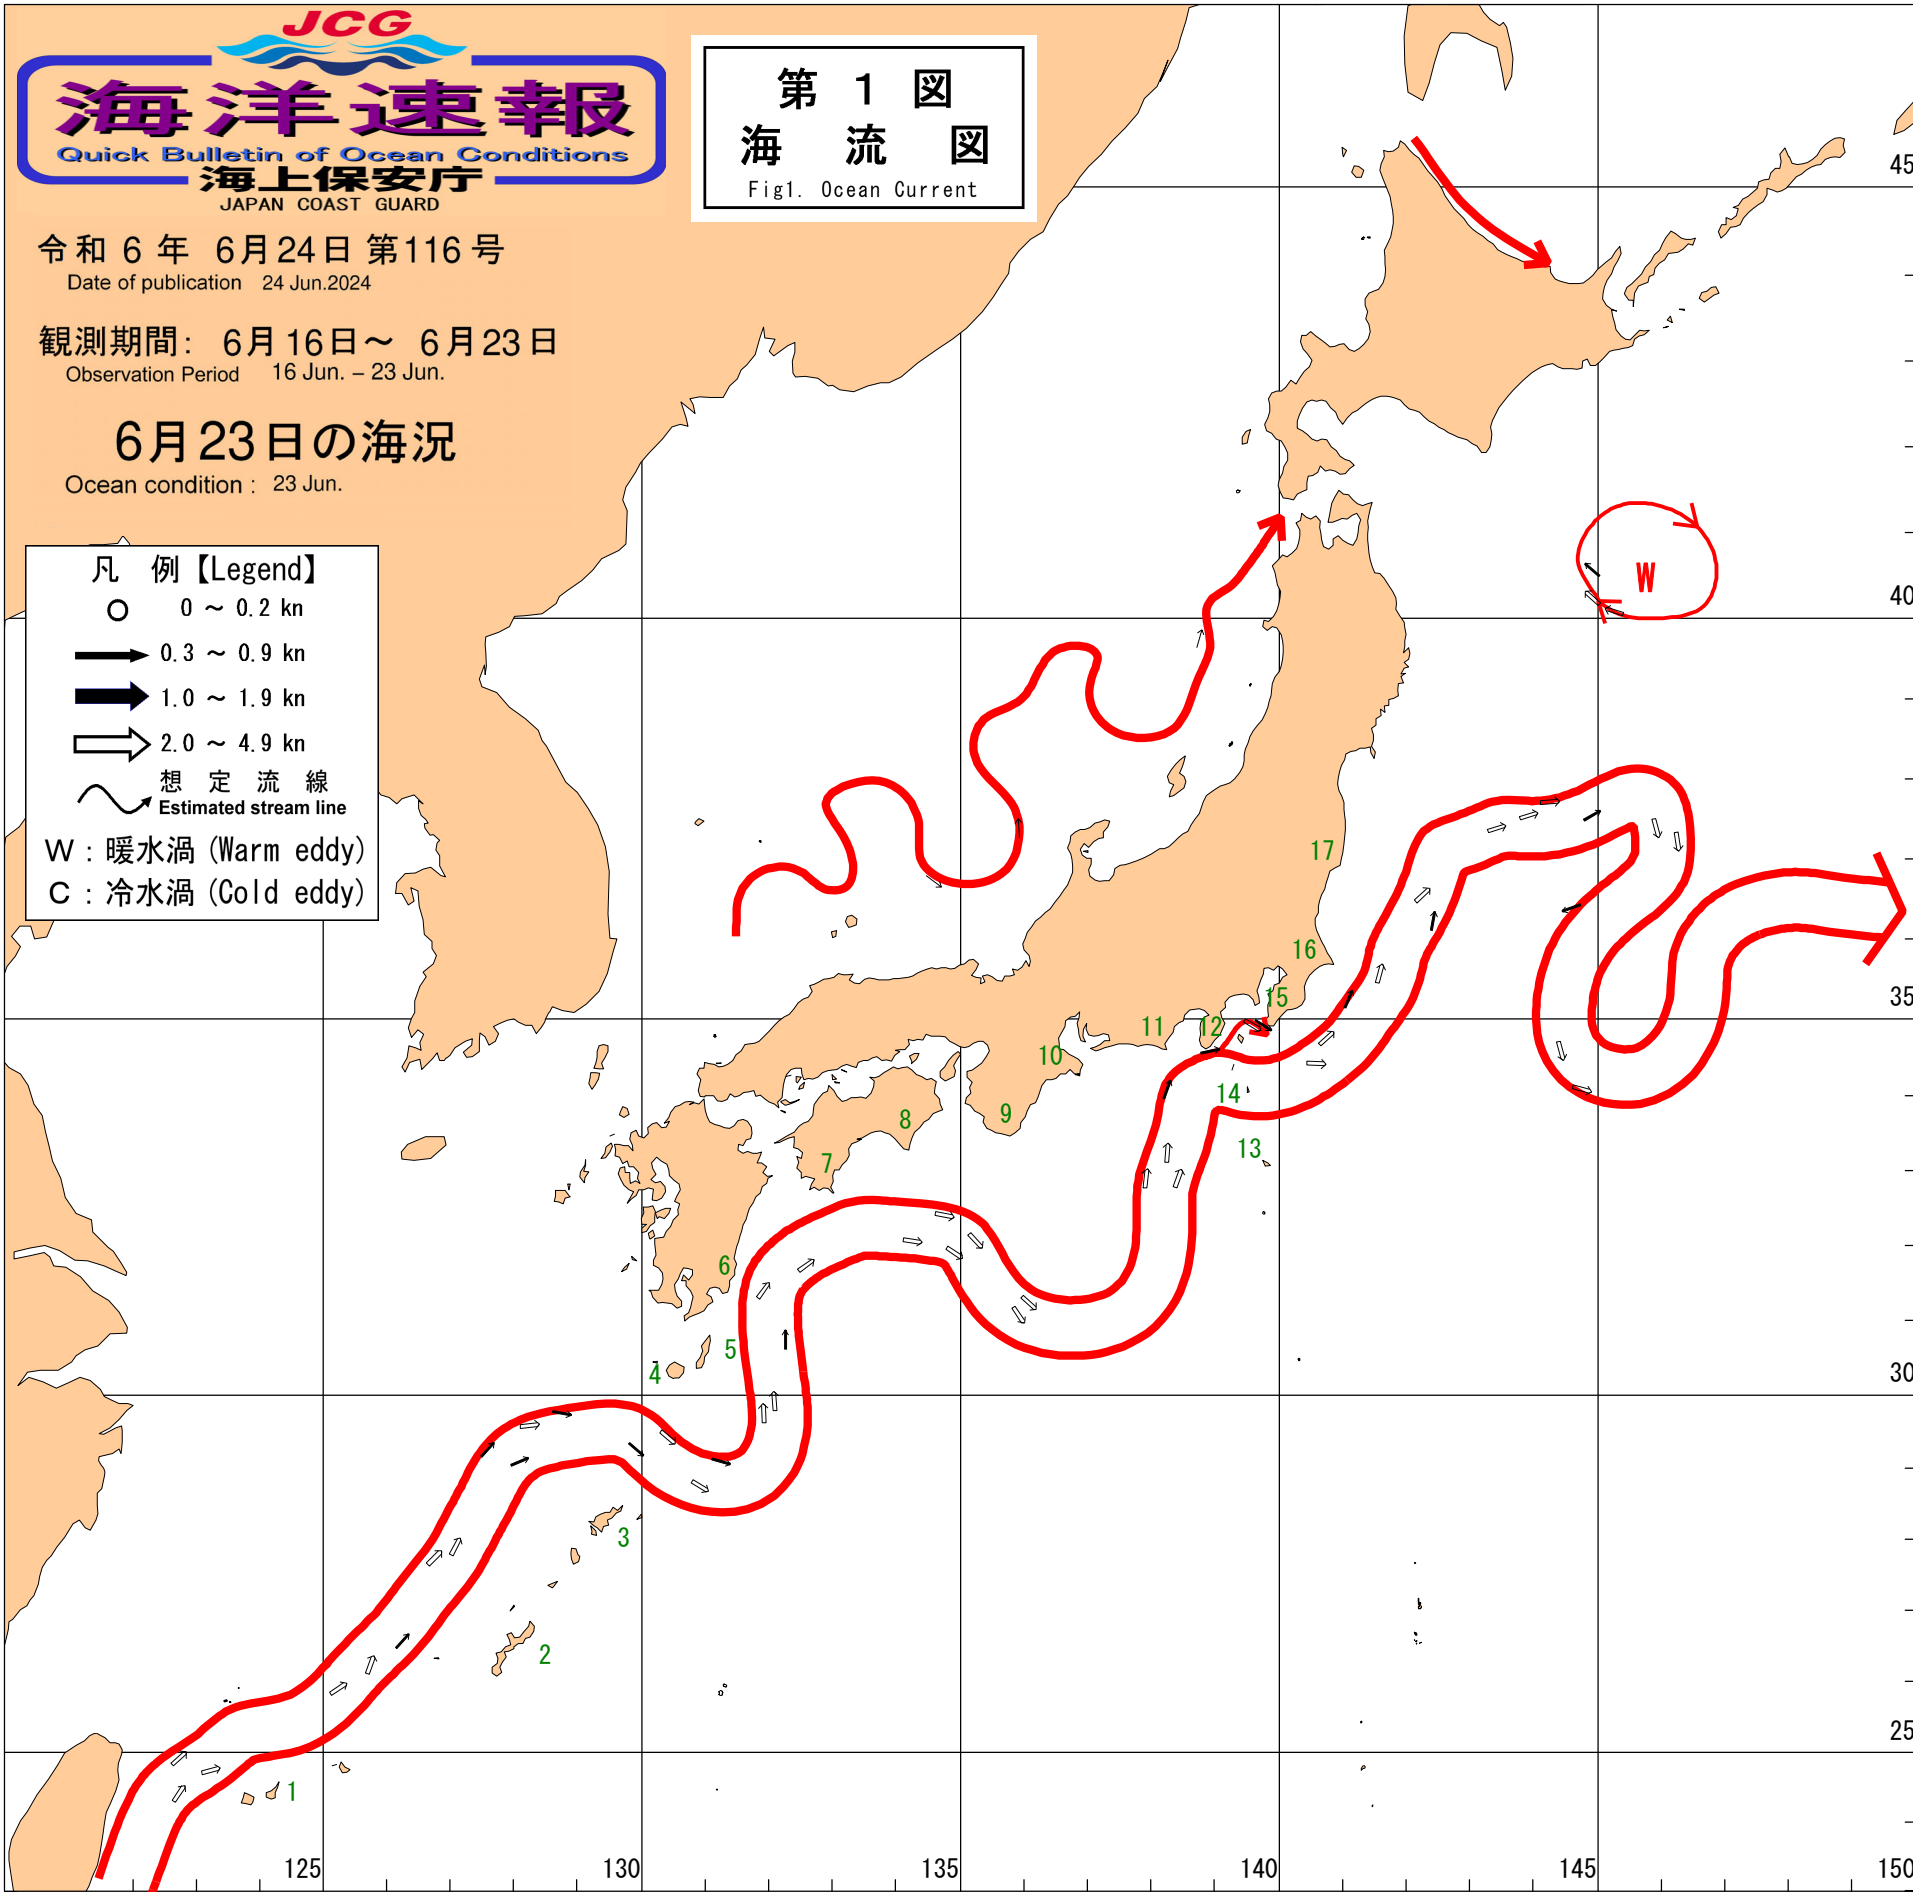 JCG
海洋速報
Quick Bulletin of Ocean Conditions
海上保安庁
JAPAN COAST GUARD
第 1 図
海 流 図
Fig1. Ocean Current
令和 6 年 6月24日 第116号
Date of publication 24 Jun.2024
観測期間: 6月16日～ 6月23日
Observation Period 16 Jun. – 23 Jun.
6月23日の海況
Ocean condition : 23 Jun.
凡 例【Legend】
0 ～ 0.2 kn
0.3 ～ 0.9 kn
1.0 ～ 1.9 kn
2.0 ～ 4.9 kn
想 定 流 線
Estimated stream line
W : 暖水渦 (Warm eddy)
C : 冷水渦 (Cold eddy)
45
W
40
17
16
35
15
12
11
10
14
9
8
13
7
6
5
30
4
3
2
25
1
125
130
135
140
145
150